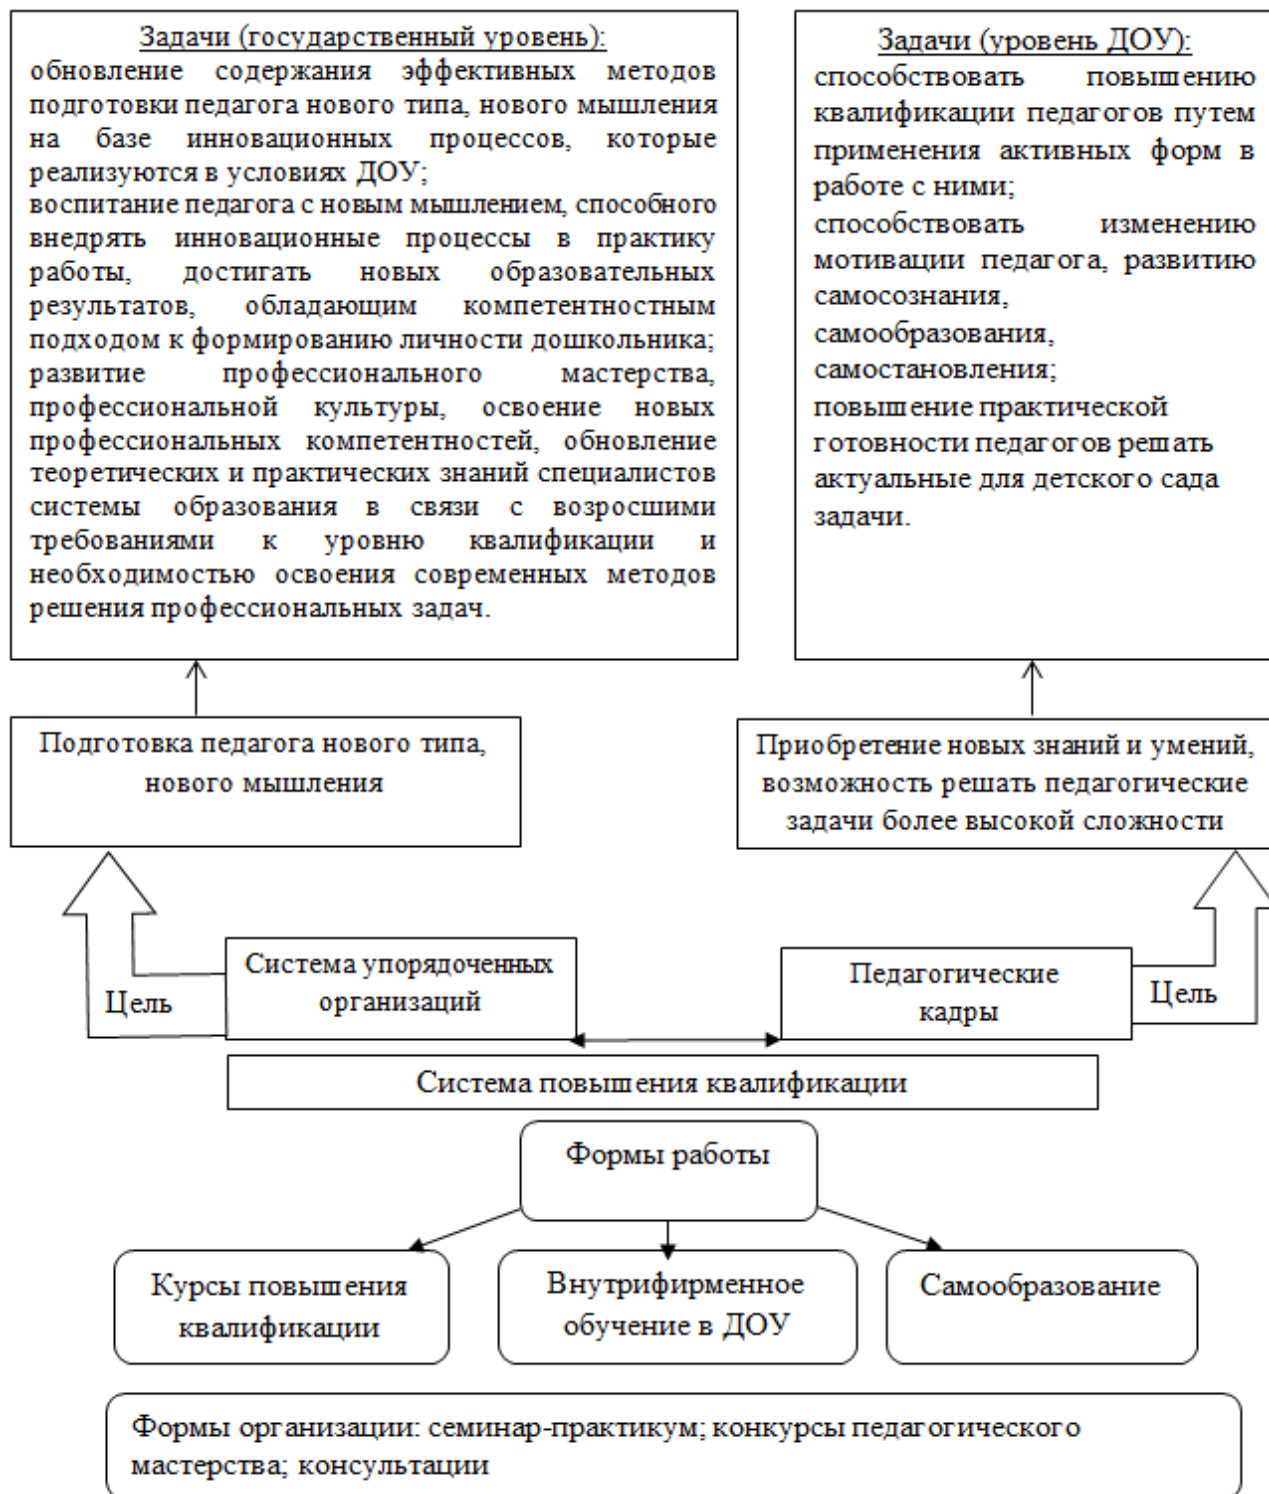 Задачи (государственный уровень):
обновление содержания эффективных методов
подготовки педагога нового типа, нового мышления
на базе инновационных процессов, которые
реализуются в условиях ДОУ;
воспитание педагога с новым мышлением, способного
внедрять инновационные процессы в практику
работы, достигать новых образовательных
результатов, обладающим компетентностным
подходом к формированию личности дошкольника;
развитие профессионального мастерства,
профессиональной культуры, освоение новых
профессиональных компетентностей, обновление
теоретических и практических знаний специалистов
системы образования в связи с возросшими
требованиями к уровню квалификации и
необходимостью освоения современных методов
решения профессиональных задач.
Задачи (уровень ДОУ):
способствовать повышению
квалификации педагогов путем
применения активных форм в
работе с ними;
способствовать изменению
мотивации педагога, развитию
самосознания,
самообразования,
самостановления;
повышение практической
готовности педагогов решать
актуальные для детского сада
задачи.
Подготовка педагога нового типа,
нового мышления
Приобретение новых знаний и умений,
возможность решать педагогические
задачи более высокой сложности
Цель
Система упорядоченных
организаций
Педагогические
кадры
Цель
Система повышения квалификации
Формы работы
Курсы повышения
квалификации
Внутрифирменное
обучение в ДОУ
Самообразование
Формы организации: семинар-практикум; конкурсы педагогического
мастерства; консультации